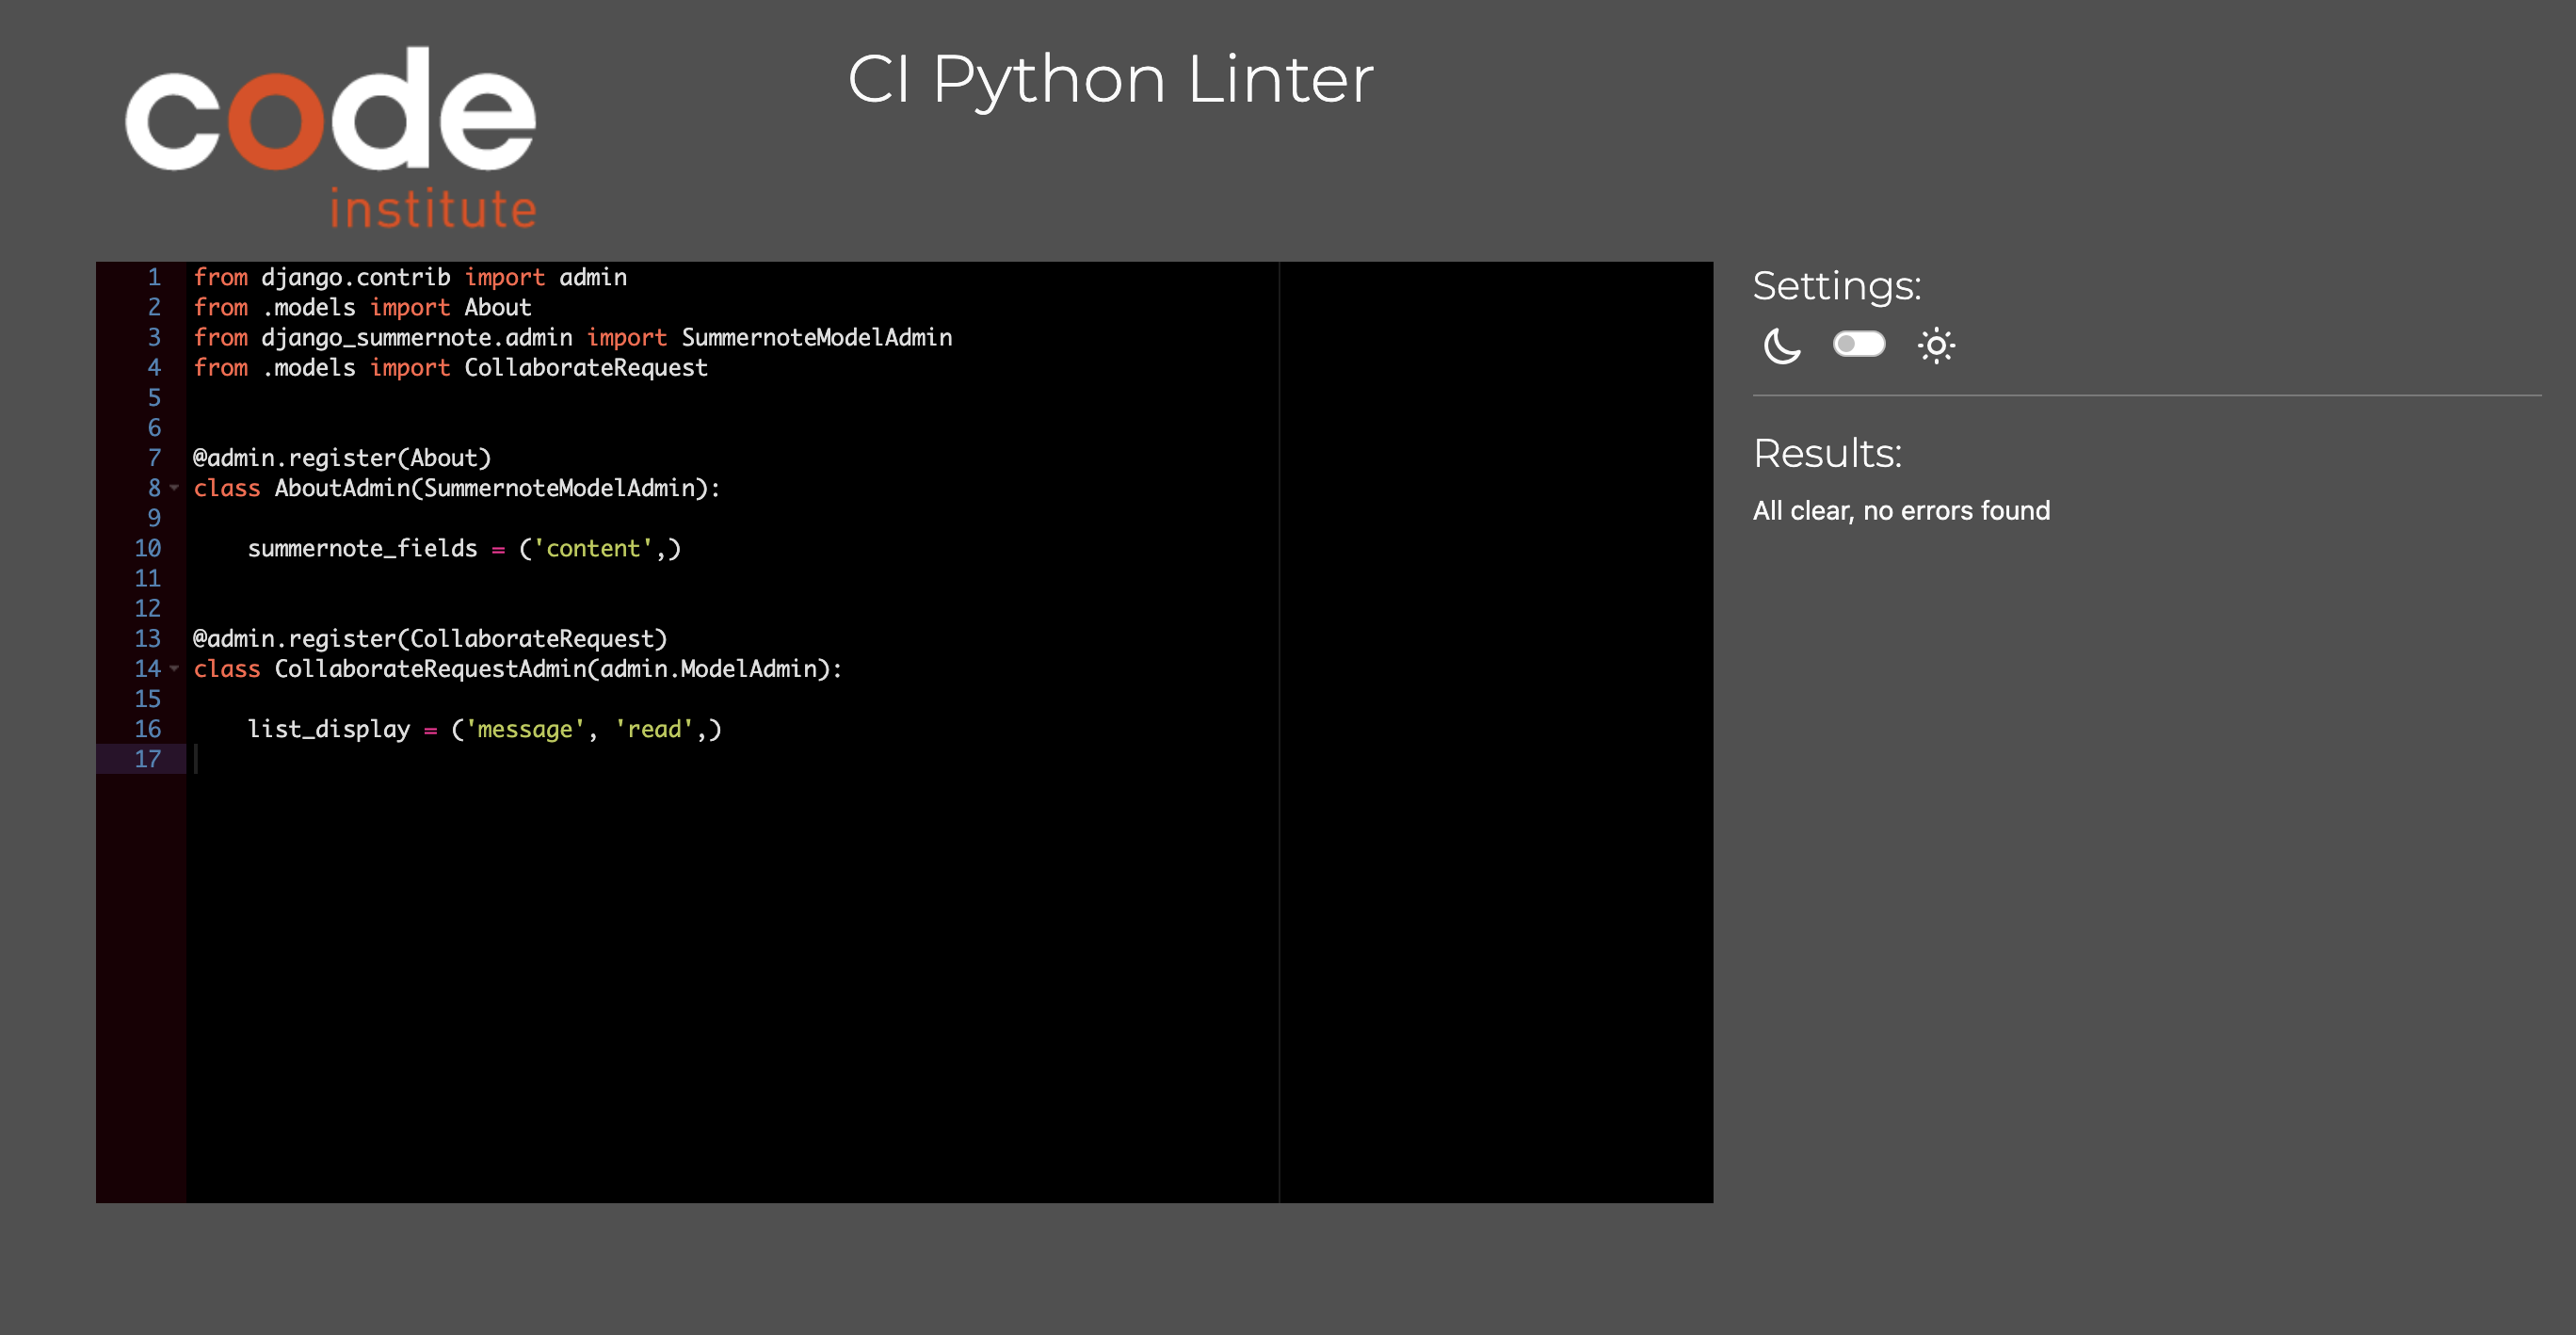 code
institute
CI Python Linter
1 from django.contrib import admin
2 from .models import About
3 from django_summernote.admin import SummernoteModelAdmin
4 from .models import CollaborateRequest
5
6
7 @admin.register(About)
8 class AboutAdmin(SummernoteModelAdmin):
9
10     summernote_fields = ('content',)
11
12
13 @admin.register(CollaborateRequest)
14 class CollaborateRequestAdmin(admin.ModelAdmin):
15
16     list_display = ('message', 'read',)
17
Settings:
Results:
All clear, no errors found